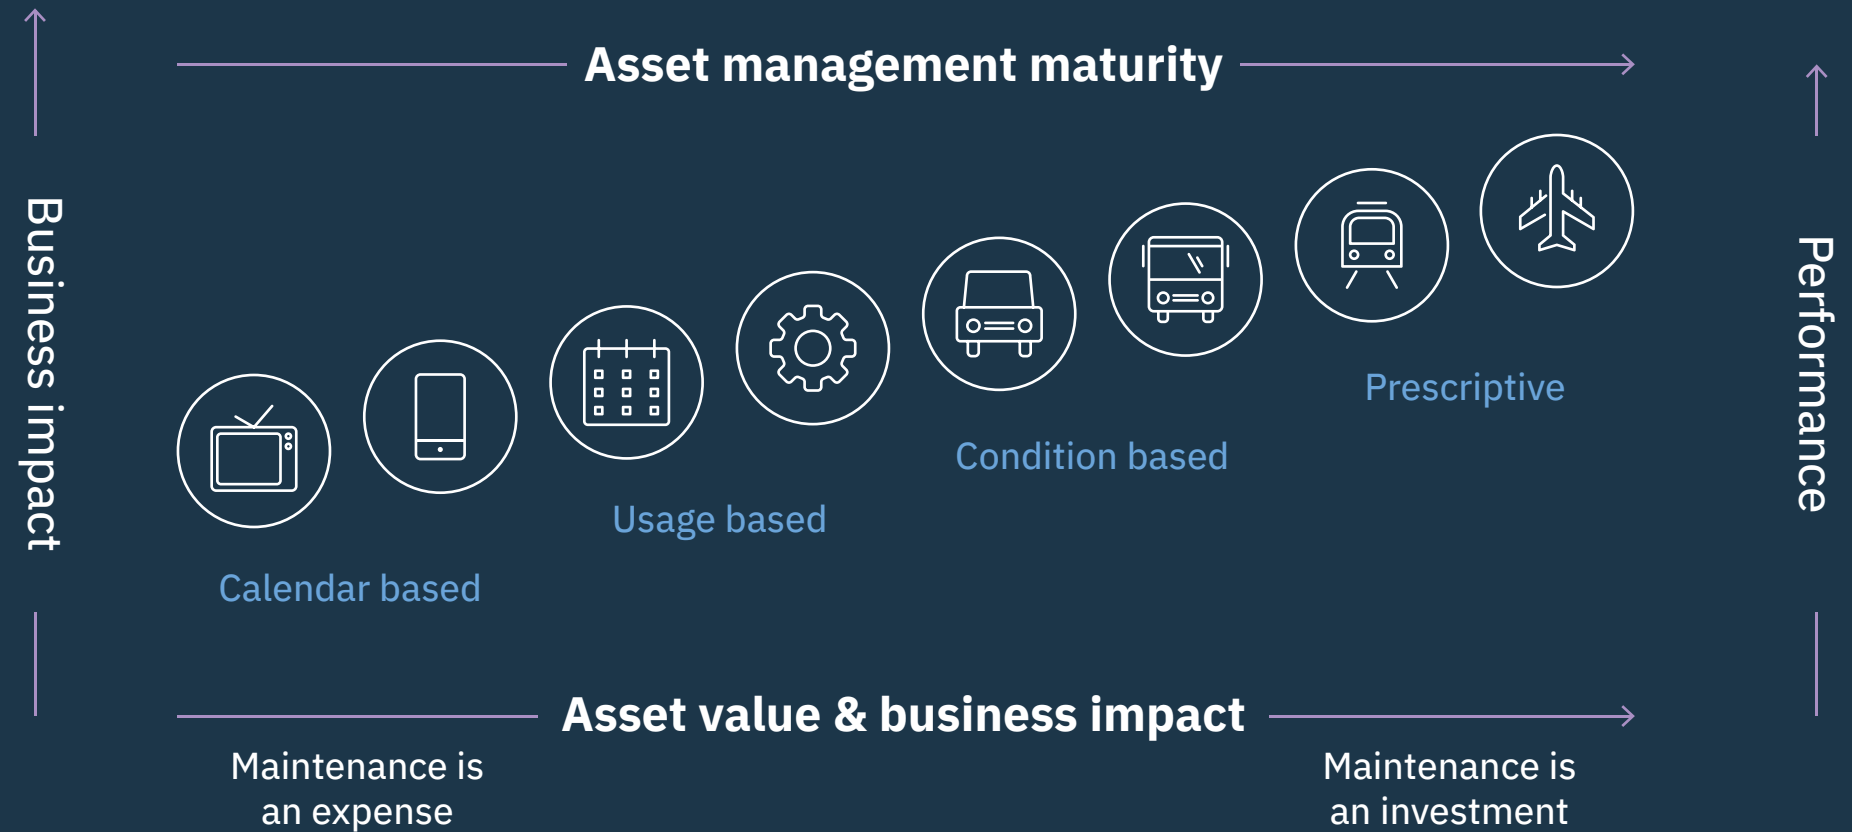 Asset management maturity
Business impact
Performance
Prescriptive
Condition based
Usage based
Calendar based
Asset value & business impact
Maintenance is
an expense
Maintenance is
an investment